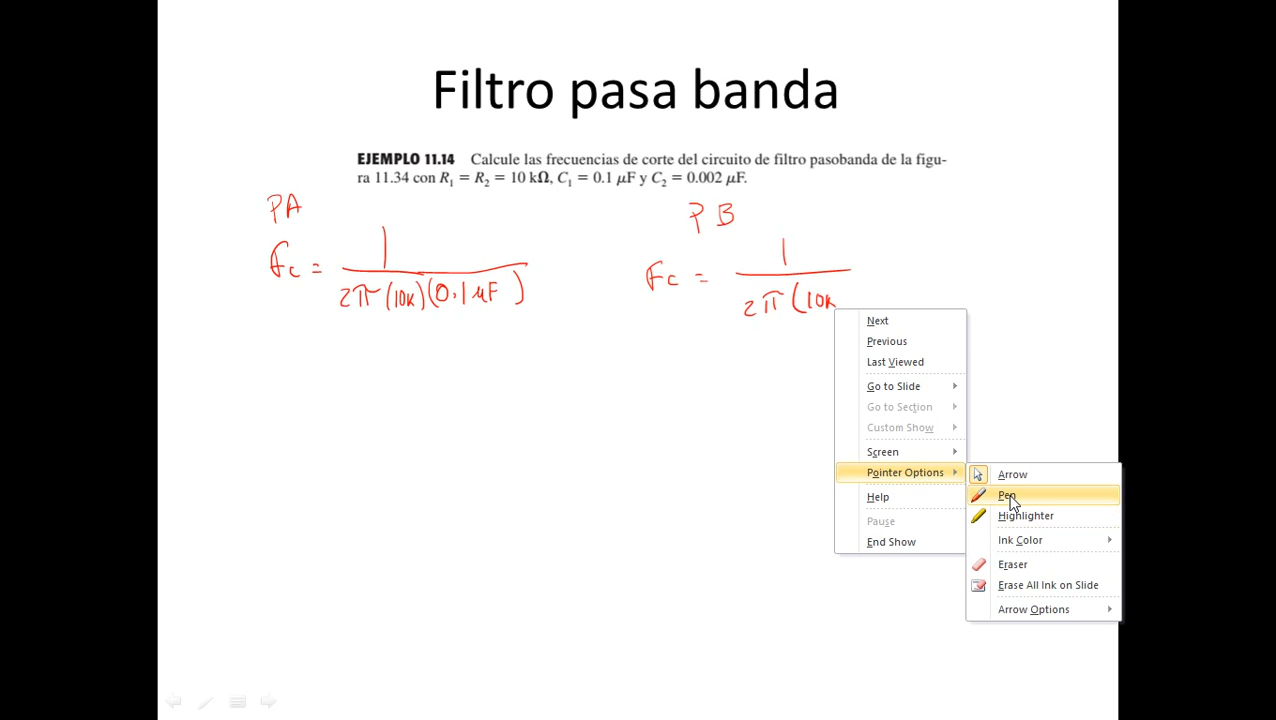 Filtro pasa banda
EJEMPLO 11.14 Calcule las frecuencias de corte del circuito de filtro pasobanda de la figu-
ra 11.34 con R₁ = R₂ = 10 kΩ, C₁ = 0.1 μF y C₂ = 0.002 μF.
PA
Fc = 1
2π(10K)(0.1μF)
PB
Fc = 1
2π(10K
Next
Previous
Last Viewed
Go to Slide
Go to Section
Custom Show
Screen
Pointer Options
Help
Pause
End Show
Arrow
Pen
Highlighter
Ink Color
Eraser
Erase All Ink on Slide
Arrow Options